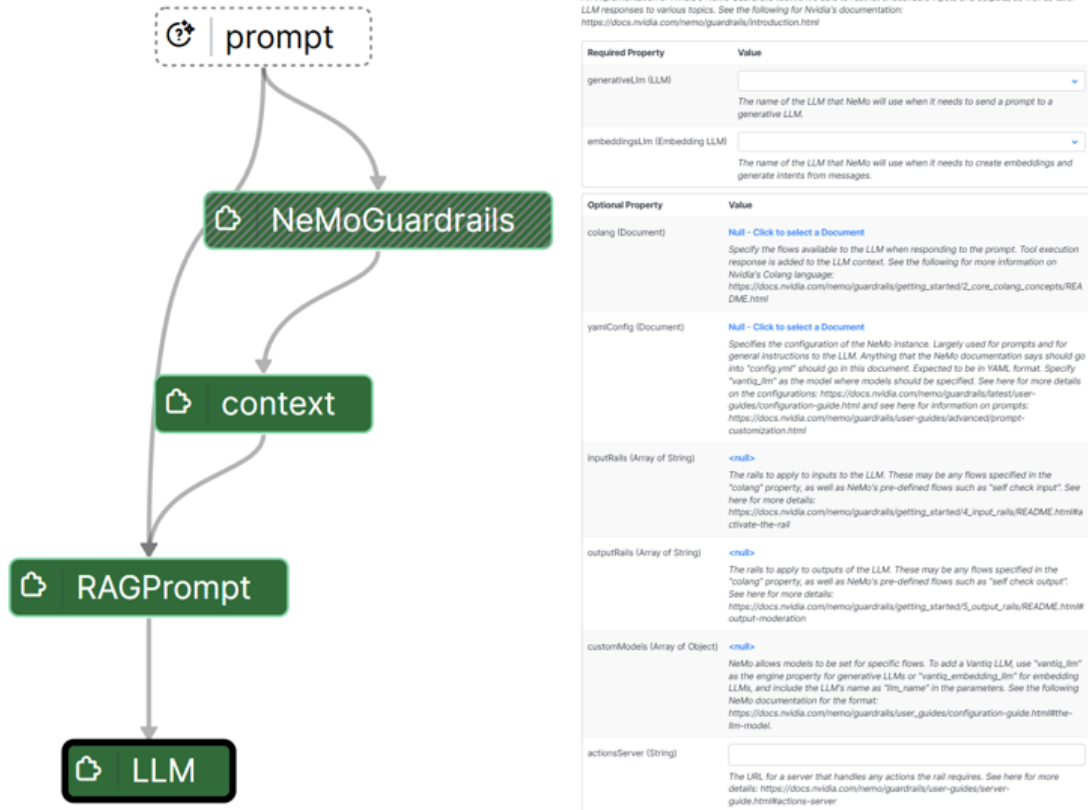 prompt
NeMoGuardrails
context
RAGPrompt
LLM
LLM responses to various topics. See the following for Nvidia's documentation:
https://docs.nvidia.com/nemo/guardrails/introduction.html
Required Property Value
generativeLlm (LLM)
The name of the LLM that NeMo will use when it needs to send a prompt to a
generative LLM.
embeddingsLlm (Embedding LLM)
The name of the LLM that NeMo will use when it needs to create embeddings and
generate intents from messages.
Optional Property Value
colang (Document) Null - Click to select a Document
Specify the flows available to the LLM when responding to the prompt. Tool execution
response is added to the LLM context. See the following for more information on
Nvidia's Colang language:
https://docs.nvidia.com/nemo/guardrails/getting_started/2_core_colang_concepts/REA
DME.html
yamlConfig (Document) Null - Click to select a Document
Specifies the configuration of the NeMo instance. Largely used for prompts and for
general instructions to the LLM. Anything that the NeMo documentation says should go
into "config.yml" should go in this document. Expected to be in YAML format. Specify
"vantiq_llm" as the model where models should be specified. See here for more details
on the configurations: https://docs.nvidia.com/nemo/guardrails/latest/user-
guides/configuration-guide.html and see here for information on prompts:
https://docs.nvidia.com/nemo/guardrails/user-guides/advanced/prompt-
customization.html
inputRails (Array of String) <null>
The rails to apply to inputs to the LLM. These may be any flows specified in the
"colang" property, as well as NeMo's pre-defined flows such as "self check input". See
here for more details:
https://docs.nvidia.com/nemo/guardrails/getting_started/4_input_rails/README.html#a
ctivate-the-rail
outputRails (Array of String) <null>
The rails to apply to outputs of the LLM. These may be any flows specified in the
"colang" property, as well as NeMo's pre-defined flows such as "self check output".
See here for more details:
https://docs.nvidia.com/nemo/guardrails/getting_started/5_output_rails/README.html#
output-moderation
customModels (Array of Object) <null>
NeMo allows models to be set for specific flows. To add a Vantiq LLM, use "vantiq_llm"
as the engine property for generative LLMs or "vantiq_embedding_llm" for embedding
LLMs, and include the LLM's name as "llm_name" in the parameters. See the following
NeMo documentation for the format:
https://docs.nvidia.com/nemo/guardrails/user_guides/configuration-guide.html#the-
llm-model.
actionsServer (String)
The URL for a server that handles any actions the rail requires. See here for more
details: https://docs.nvidia.com/nemo/guardrails/user-guides/server-
guide.html#actions-server